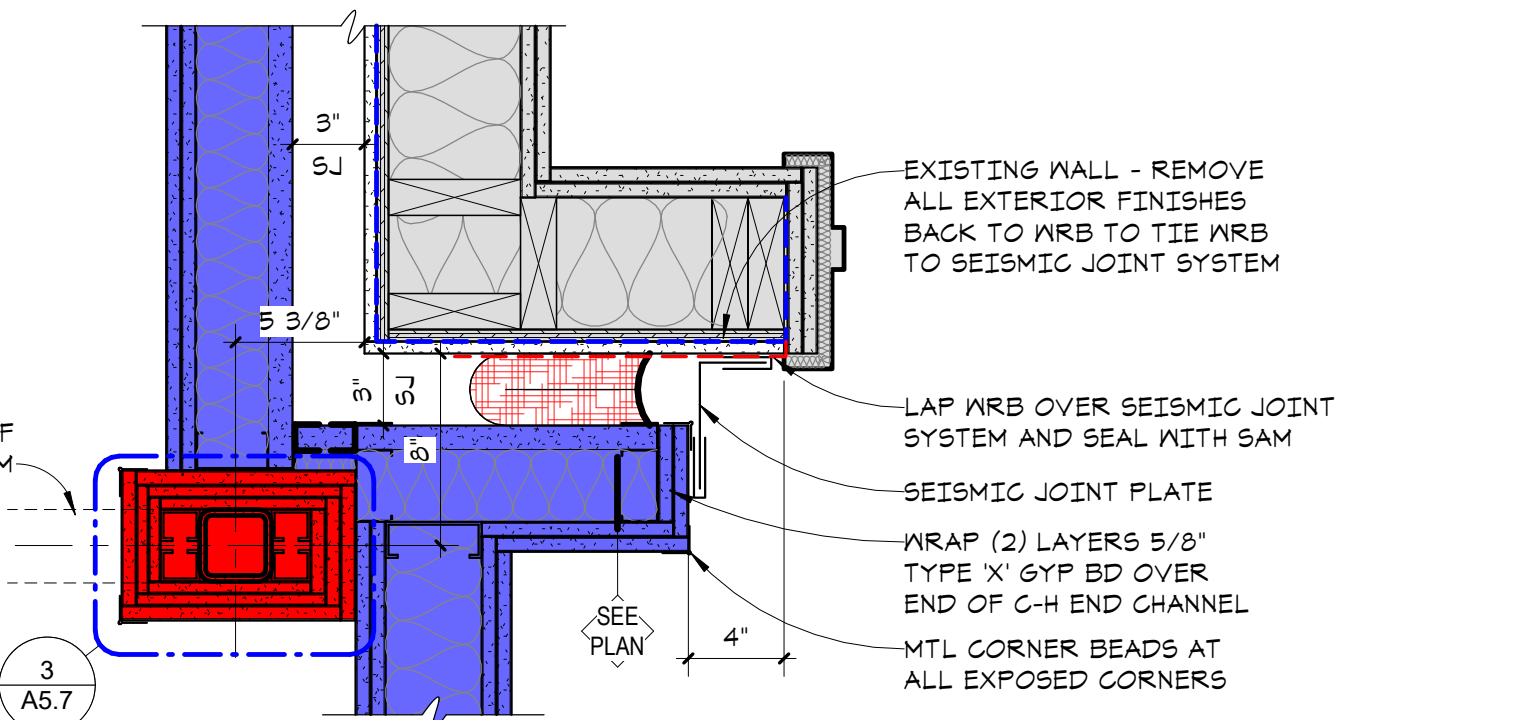 3"
SJ
5 3/8"
3"
SJ
8"
F
M
3
A5.7
SEE
PLAN
4"
EXISTING WALL - REMOVE
ALL EXTERIOR FINISHES
BACK TO WRB TO TIE WRB
TO SEISMIC JOINT SYSTEM
LAP WRB OVER SEISMIC JOINT
SYSTEM AND SEAL WITH SAM
SEISMIC JOINT PLATE
WRAP (2) LAYERS 5/8"
TYPE 'X' GYP BD OVER
END OF C-H END CHANNEL
MTL CORNER BEADS AT
ALL EXPOSED CORNERS